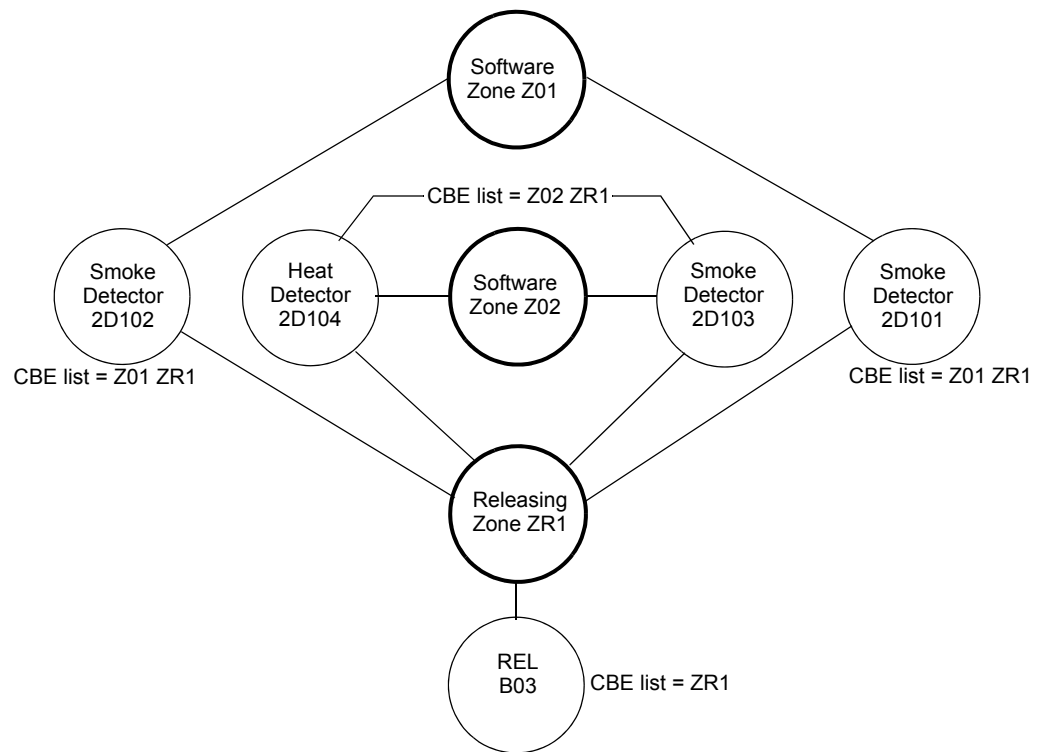 Software
Zone Z01
CBE list = Z02 ZR1
Smoke
Detector
2D102
Heat
Detector
2D104
Software
Zone Z02
Smoke
Detector
2D103
Smoke
Detector
2D101
CBE list = Z01 ZR1
CBE list = Z01 ZR1
Releasing
Zone ZR1
REL
B03
CBE list = ZR1